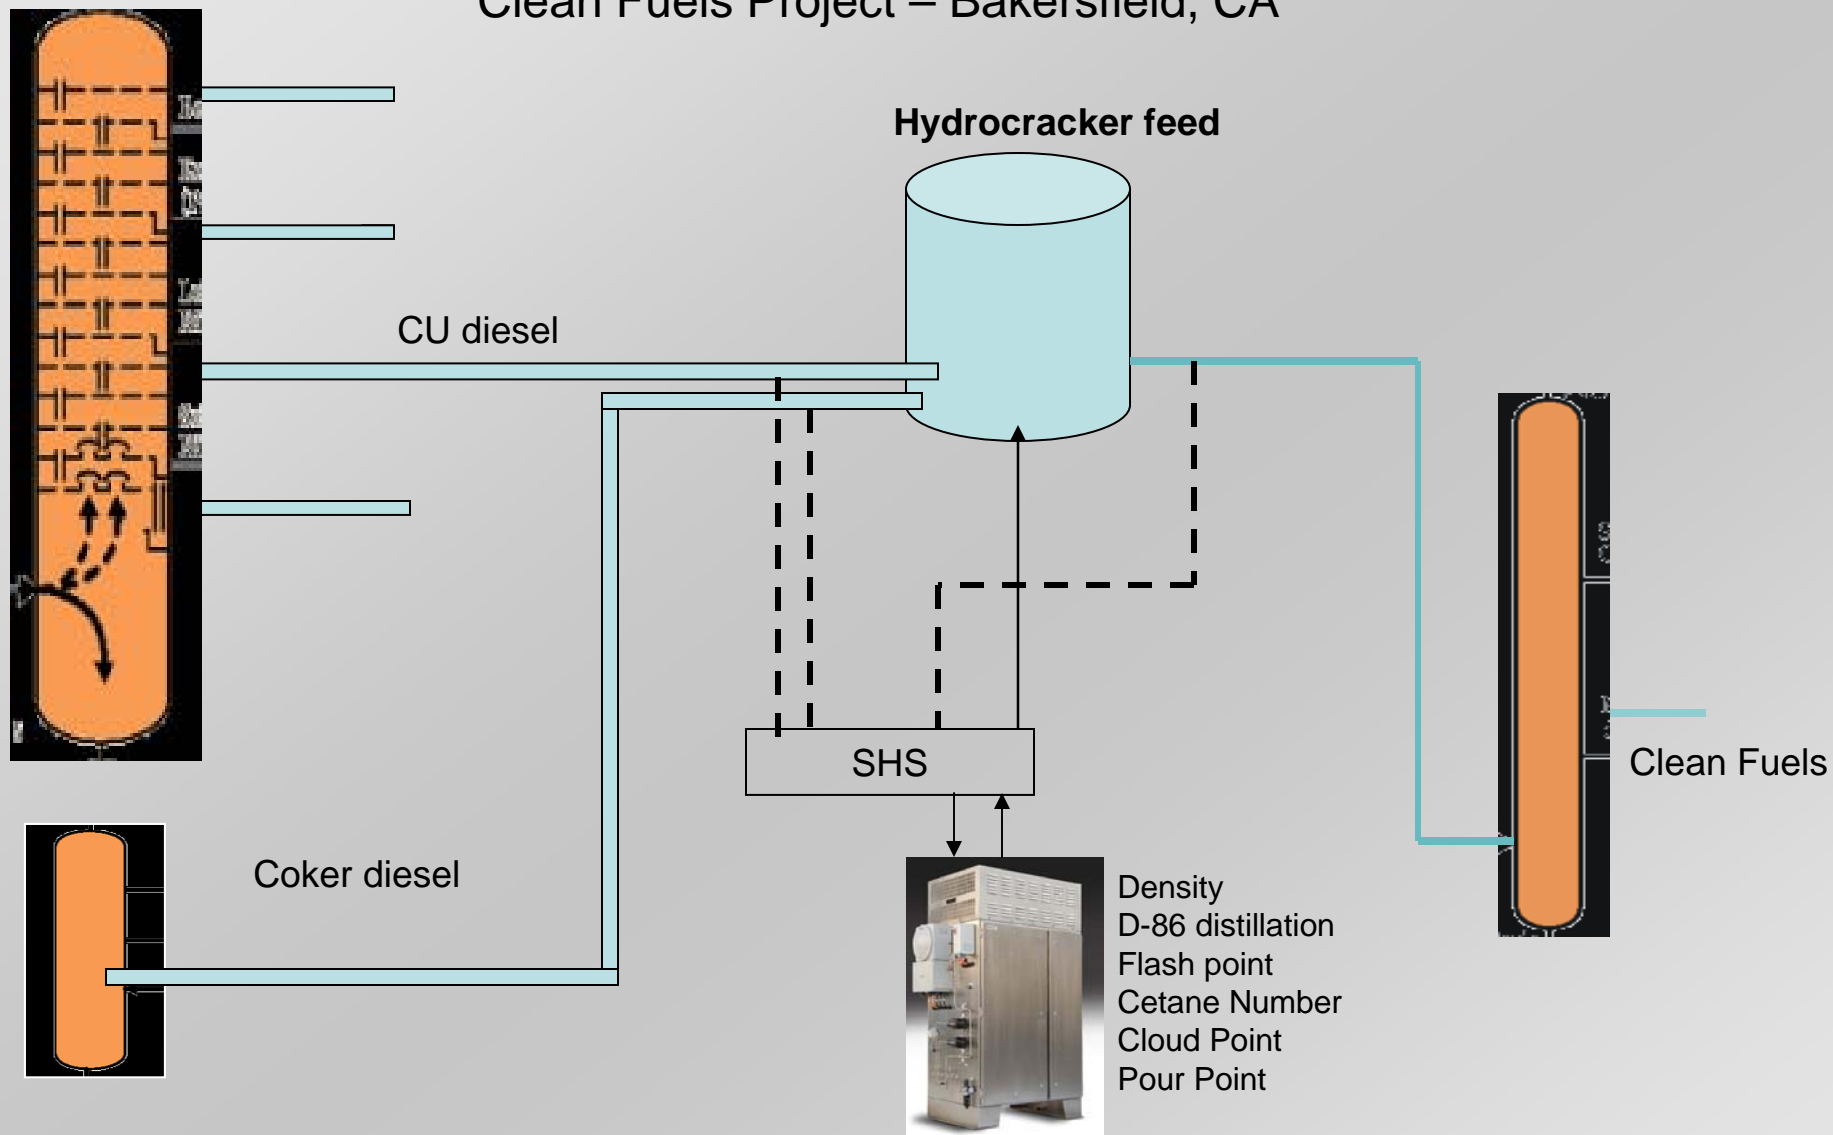 Clean Fuels Project – Bakersfield, CA
Hydrocracker feed
CU diesel
SHS
Clean Fuels
Coker diesel
Density
D-86 distillation
Flash point
Cetane Number
Cloud Point
Pour Point